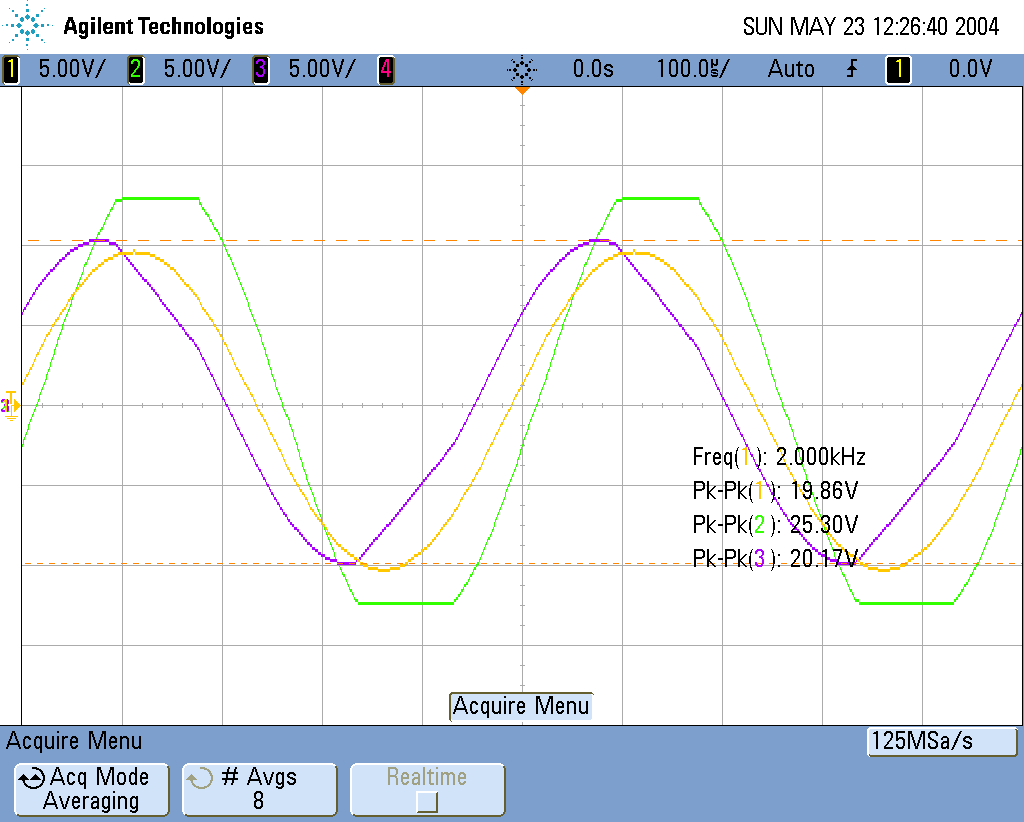 Agilent Technologies SUN MAY 23 12:26:40 2004
1 5.00V/ 2 5.00V/ 3 5.00V/ 4 0.0s 100.0µs/ Auto 1 0.0V
3
Freq(1): 2.000kHz
Pk-Pk(1): 19.86V
Pk-Pk(2): 25.30V
Pk-Pk(3): 20.17V
Acquire Menu
Acquire Menu 125MSa/s
Acq Mode # Avgs Realtime
Averaging 8